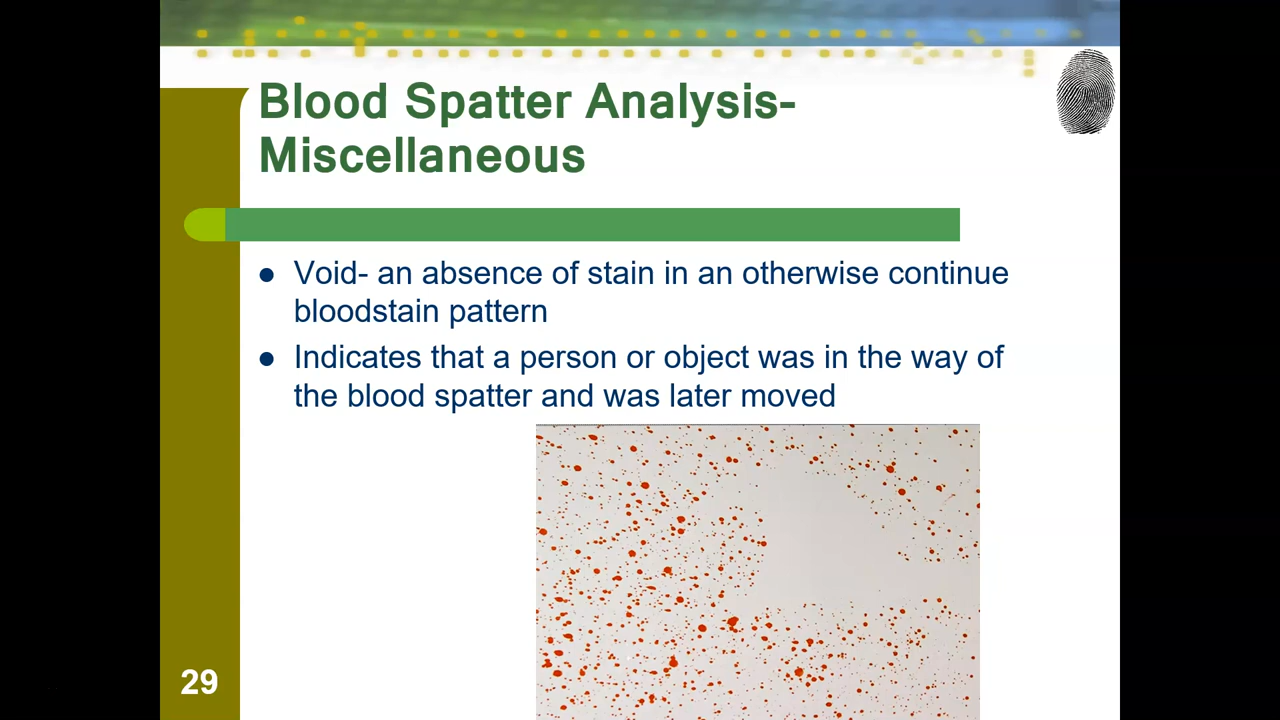 Blood Spatter Analysis-
Miscellaneous
● Void- an absence of stain in an otherwise continue
bloodstain pattern
● Indicates that a person or object was in the way of
the blood spatter and was later moved
29